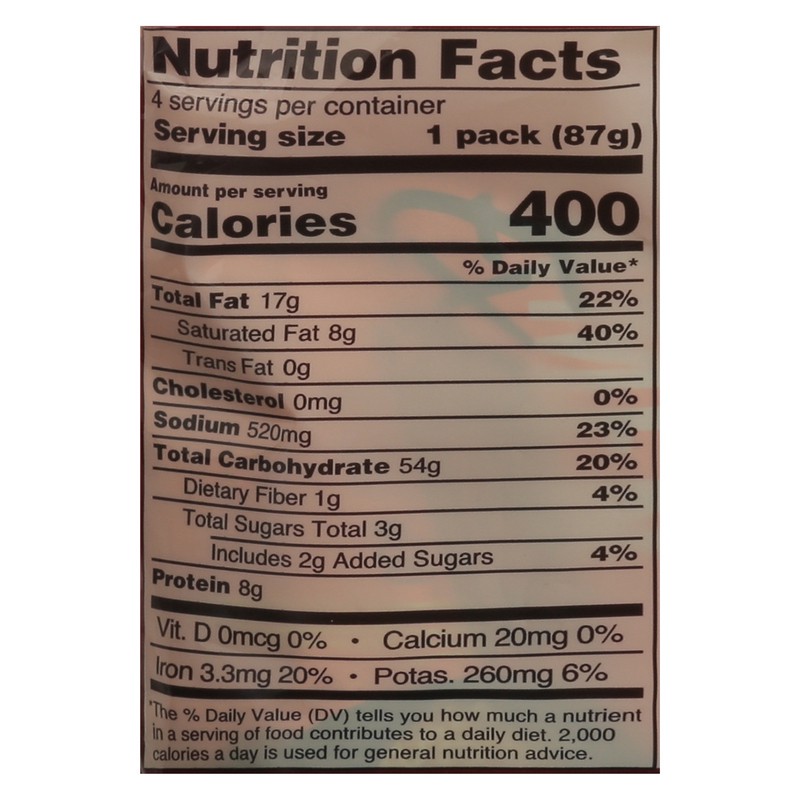 Nutrition Facts
4 servings per container
Serving size 1 pack (87g)
Amount per serving
Calories 400
% Daily Value*
Total Fat 17g 22%
Saturated Fat 8g 40%
Trans Fat 0g
Cholesterol 0mg 0%
Sodium 520mg 23%
Total Carbohydrate 54g 20%
Dietary Fiber 1g 4%
Total Sugars Total 3g
Includes 2g Added Sugars 4%
Protein 8g
Vit. D 0mcg 0% • Calcium 20mg 0%
Iron 3.3mg 20% • Potas. 260mg 6%
*The % Daily Value (DV) tells you how much a nutrient
in a serving of food contributes to a daily diet. 2,000
calories a day is used for general nutrition advice.